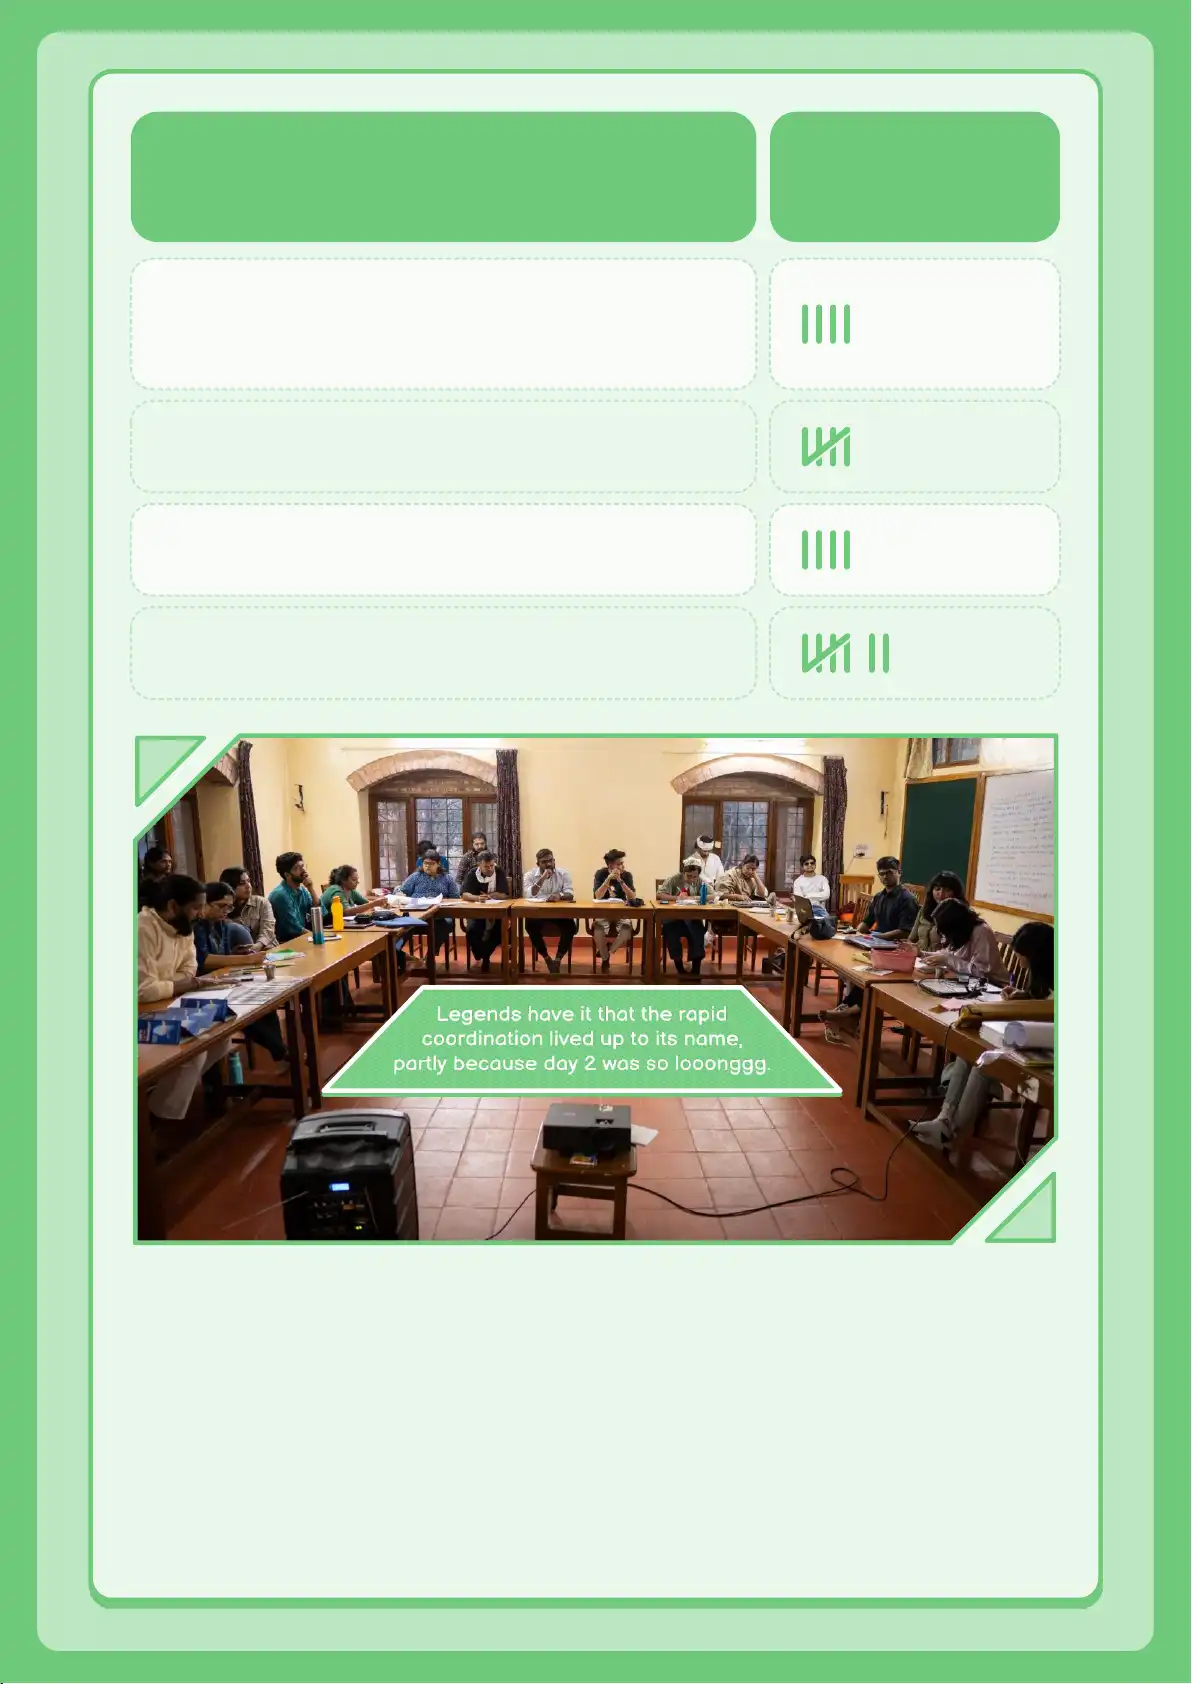 Legends have it that the rapid
coordination lived up to its name,
partly because day 2 was so looonggg.